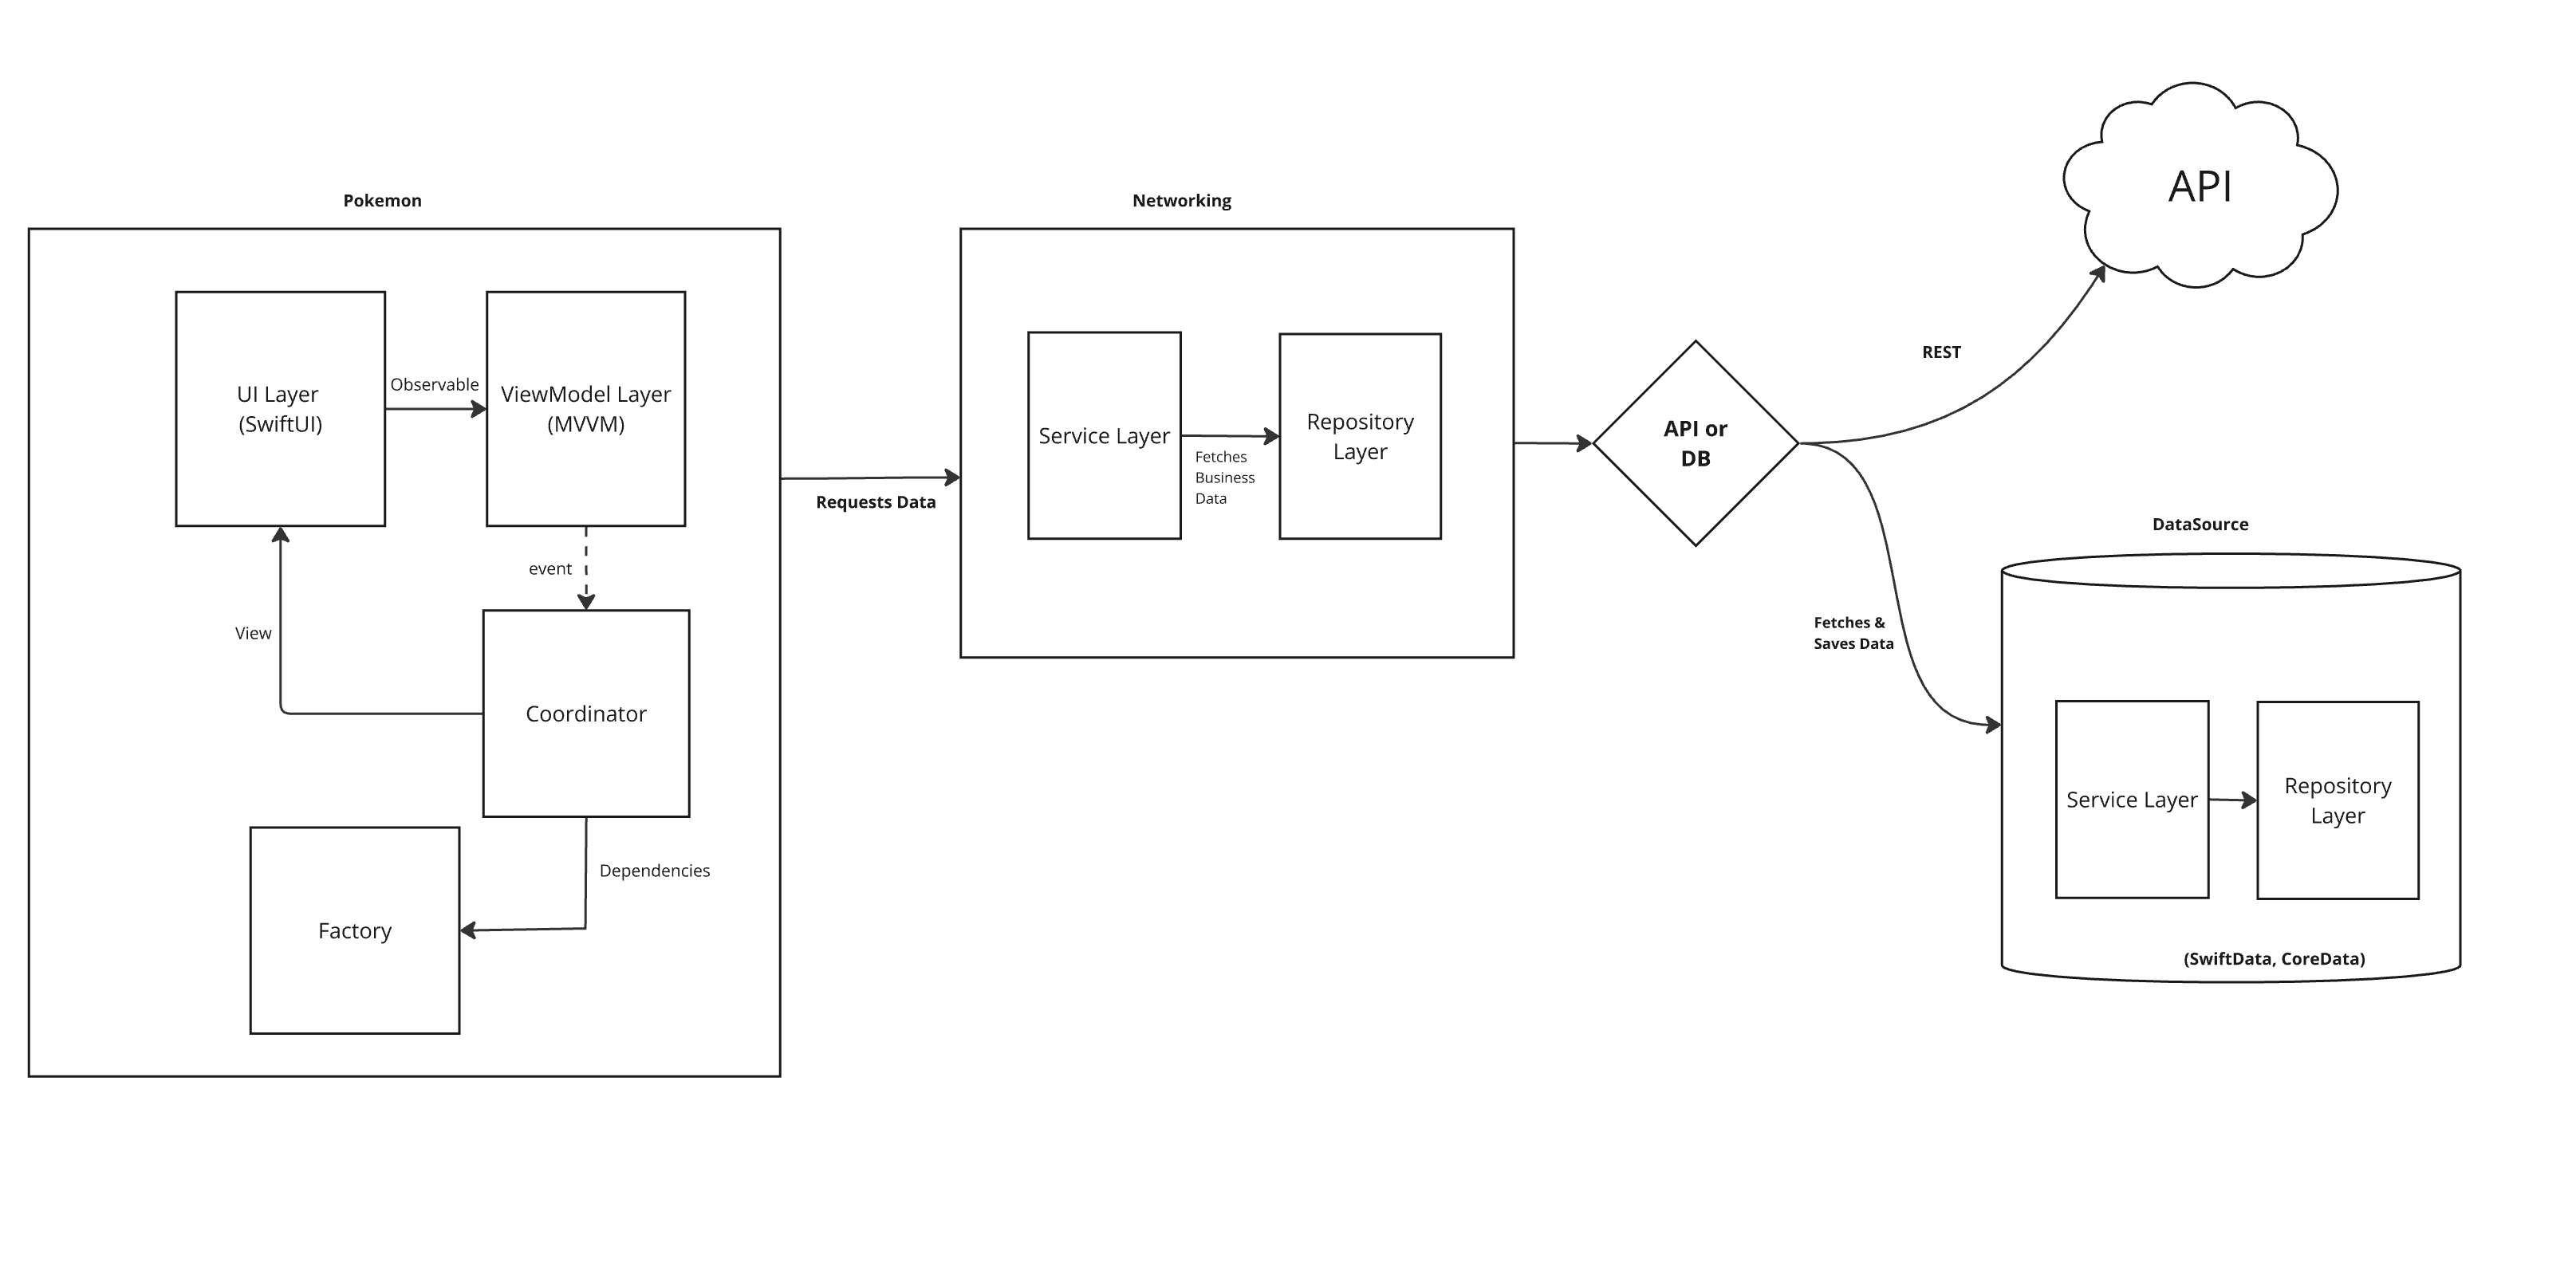 Pokemon
UI Layer
(SwiftUI)
Observable
ViewModel Layer
(MVVM)
event
View
Coordinator
Dependencies
Factory
Requests Data
Networking
Service Layer
Fetches
Business
Data
Repository
Layer
API or
DB
REST
API
Fetches &
Saves Data
DataSource
Service Layer
Repository
Layer
(SwiftData, CoreData)